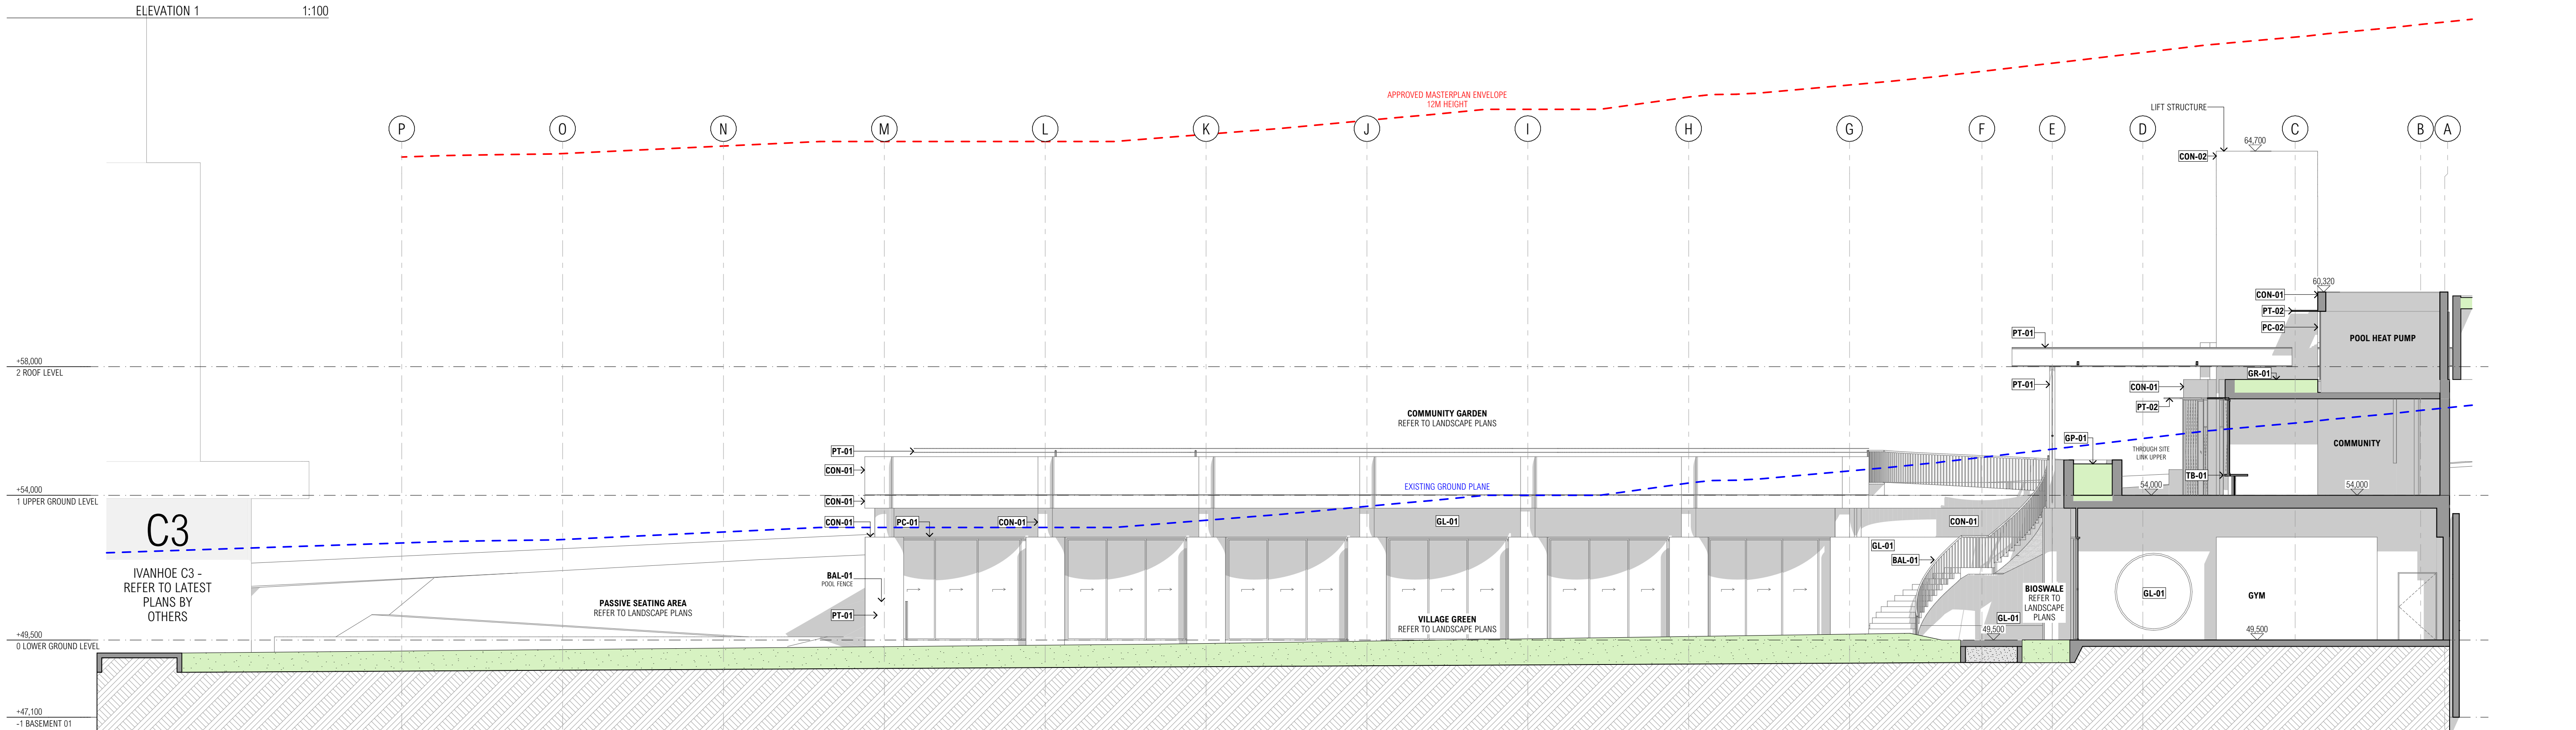 ELEVATION 1 1:100
APPROVED MASTERPLAN ENVELOPE
12M HEIGHT
LIFT STRUCTURE
P O N M L K J I H G F E D C B A
64,700
CON-02
60,320
CON-01
PT-02
PC-02
PT-01
POOL HEAT PUMP
+58,000
2 ROOF LEVEL
GR-01
PT-01
CON-01
PT-02
COMMUNITY GARDEN
REFER TO LANDSCAPE PLANS
GP-01
COMMUNITY
PT-01
THROUGH SITE
LINK UPPER
CON-01
TB-01
EXISTING GROUND PLANE
54,000
54,000
+54,000
1 UPPER GROUND LEVEL
CON-01
C3
CON-01
PC-01
CON-01
GL-01
CON-01
GL-01
BAL-01
IVANHOE C3 -
REFER TO LATEST
PLANS BY
OTHERS
BAL-01
POOL FENCE
BIOSWALE
REFER TO
LANDSCAPE
PLANS
GL-01
GYM
PASSIVE SEATING AREA
REFER TO LANDSCAPE PLANS
PT-01
VILLAGE GREEN
REFER TO LANDSCAPE PLANS
GL-01
49,500
49,500
+49,500
0 LOWER GROUND LEVEL
+47,100
-1 BASEMENT 01